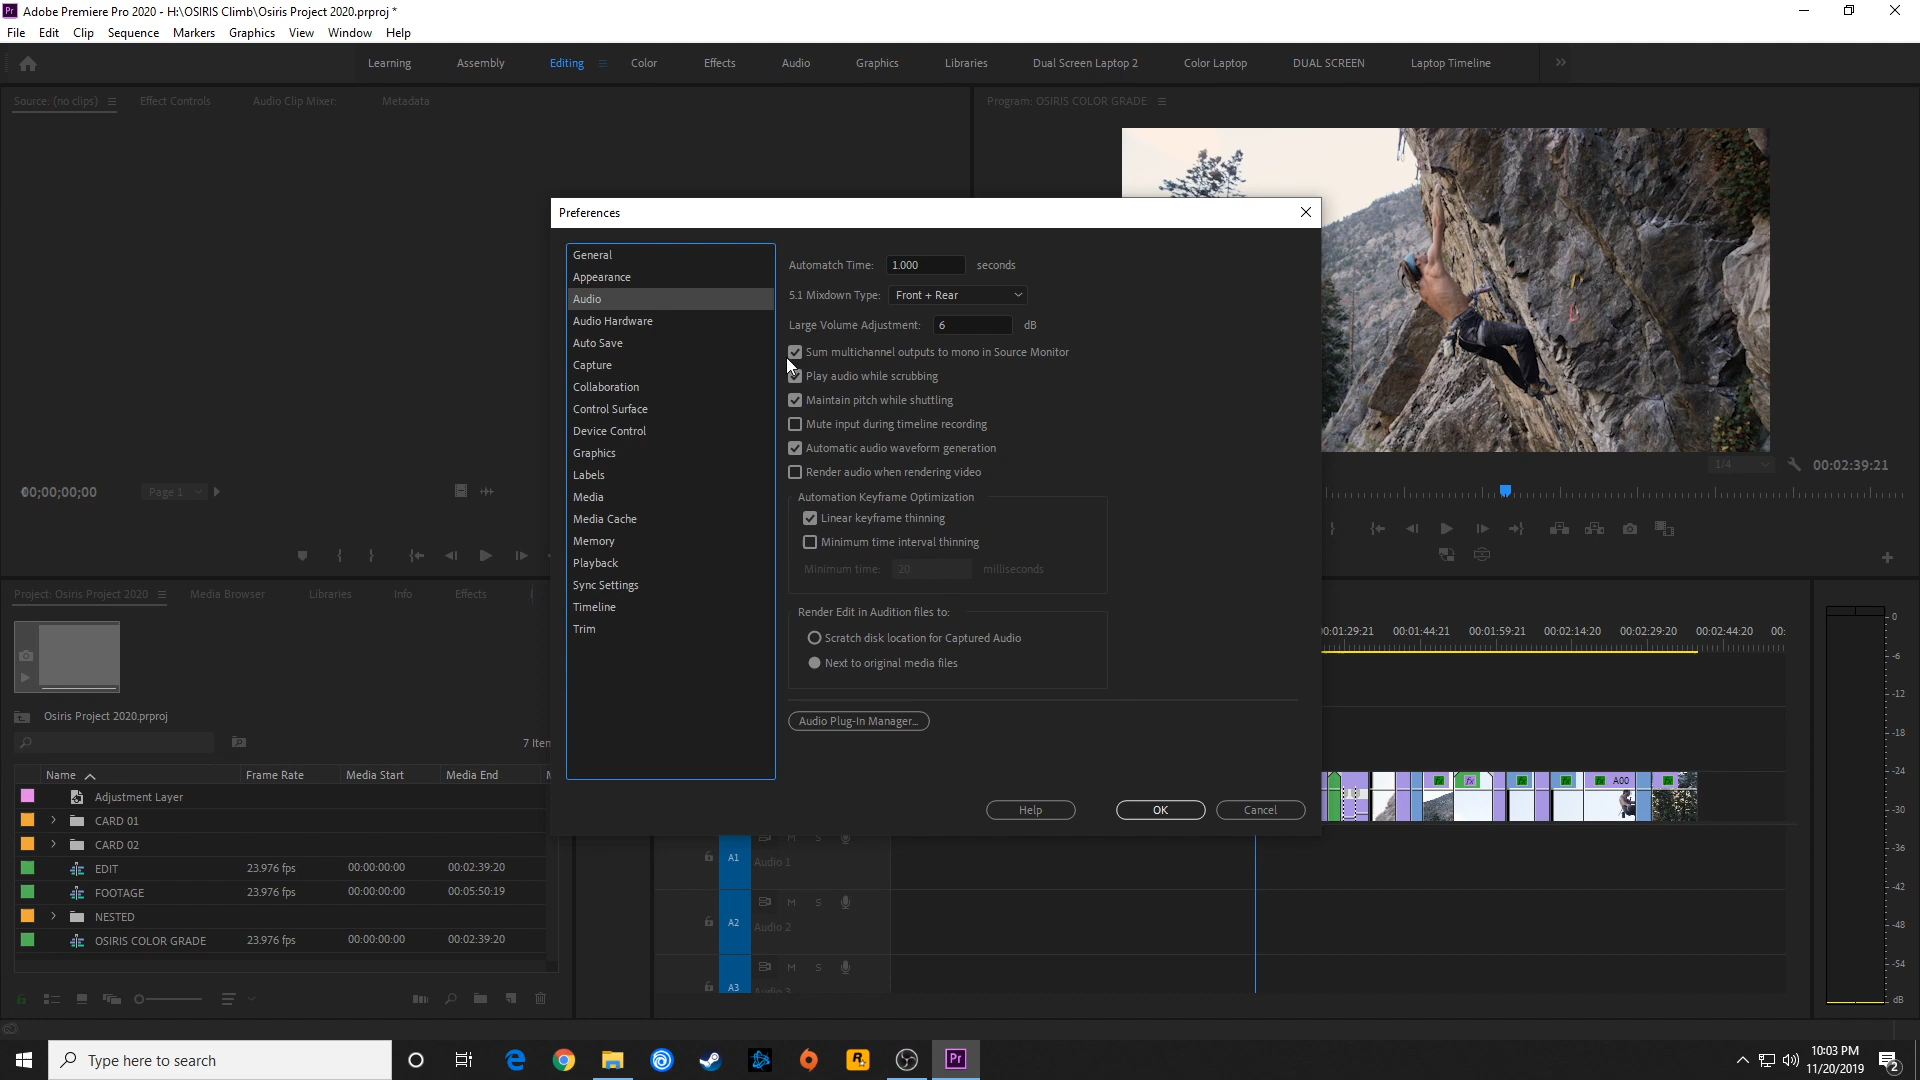 Pr Adobe Premiere Pro 2020 - H:\OSIRIS Climb\Osiris Project 2020.prproj *
File Edit Clip Sequence Markers Graphics View Window Help
Learning Assembly Editing Color Effects Audio Graphics Libraries Dual Screen Laptop 2 Color Laptop DUAL SCREEN Laptop Timeline
Source: (no clips) Effect Controls Audio Clip Mixer: Metadata
Program: OSIRIS COLOR GRADE
Preferences
General
Appearance
Audio
Audio Hardware
Auto Save
Capture
Collaboration
Control Surface
Device Control
Graphics
Labels
Media
Media Cache
Memory
Playback
Sync Settings
Timeline
Trim
Automatch Time: 1.000 seconds
5.1 Mixdown Type: Front + Rear
Large Volume Adjustment: 6 dB
Sum multichannel outputs to mono in Source Monitor
Play audio while scrubbing
Maintain pitch while shuttling
Mute input during timeline recording
Automatic audio waveform generation
Render audio when rendering video
Automation Keyframe Optimization
Linear keyframe thinning
Minimum time interval thinning
Minimum time: 20 milliseconds
Render Edit in Audition files to:
Scratch disk location for Captured Audio
Next to original media files
Audio Plug-In Manager...
Help OK Cancel
00;00;00;00 Page 1
1/4 00:02:39:21
Project: Osiris Project 2020 Media Browser Libraries Info Effects
Osiris Project 2020.prproj
7 Iten
Name Frame Rate Media Start Media End
Adjustment Layer
CARD 01
CARD 02
EDIT 23.976 fps 00:00:00:00 00:02:39:20
FOOTAGE 23.976 fps 00:00:00:00 00:05:50:19
NESTED
OSIRIS COLOR GRADE 23.976 fps 00:00:00:00 00:02:39:20
00:01:29:21 00:01:44:21 00:01:59:21 00:02:14:20 00:02:29:20 00:02:44:20 00:
fx fx fx fx fx A00 fx
M S
A1 Audio 1
M S
A2 Audio 2
M S
A3 Audio 3
0
-6
-12
-18
-24
-30
-36
-42
-48
-54
dB
Type here to search
Pr
10:03 PM
11/20/2019
2